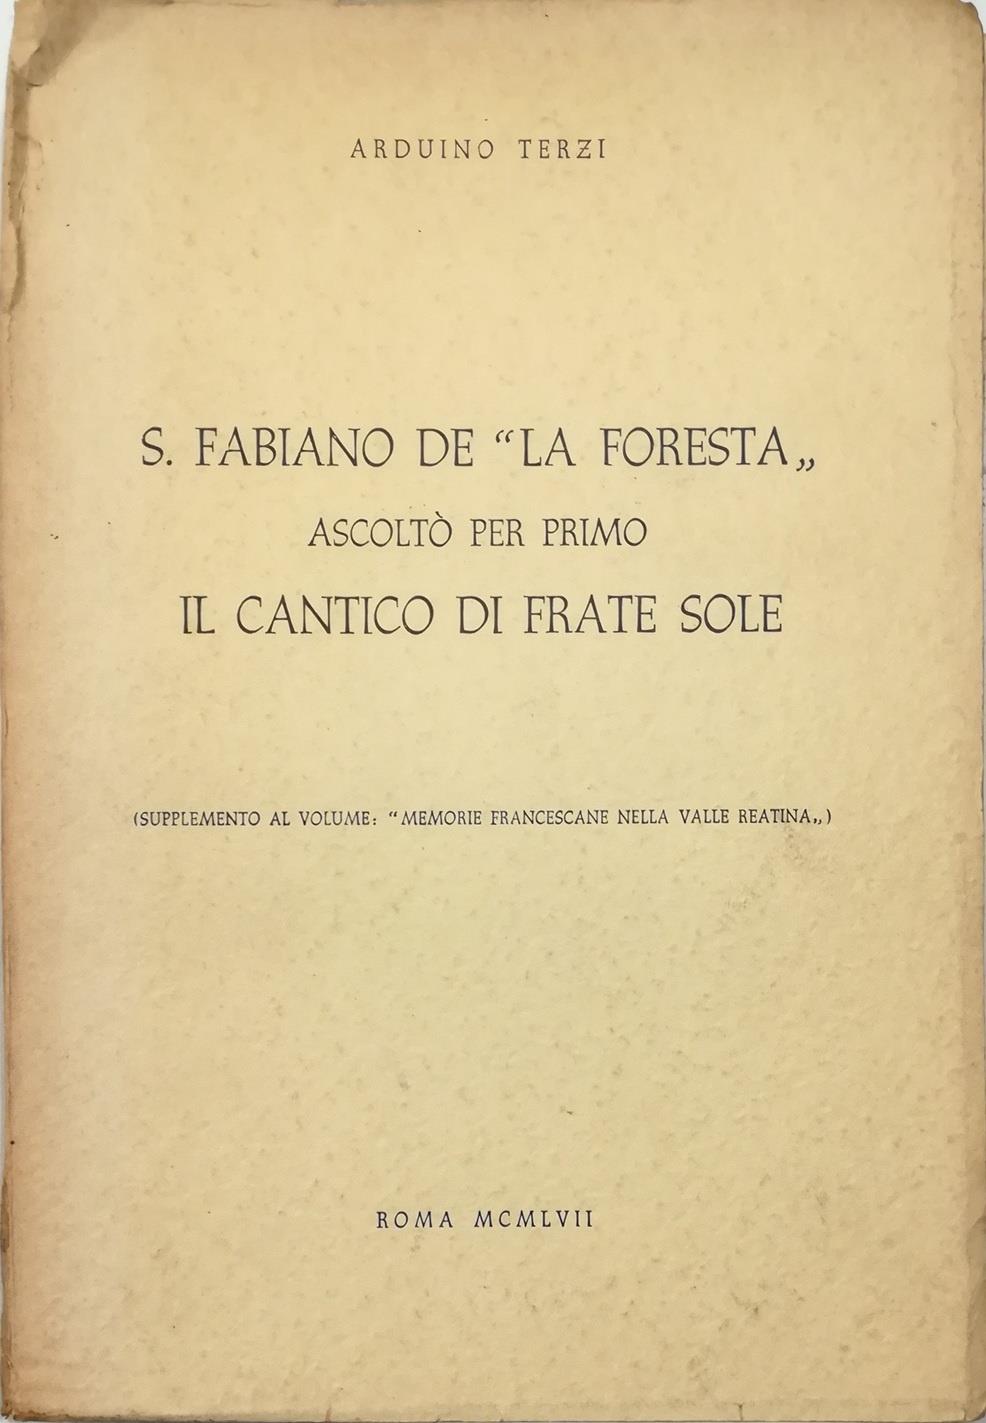 ARDUINO TERZI
S. FABIANO DE “LA FORESTA„
ASCOLTÒ PER PRIMO
IL CANTICO DI FRATE SOLE
(SUPPLEMENTO AL VOLUME: “MEMORIE FRANCESCANE NELLA VALLE REATINA„)
ROMA MCMLVII